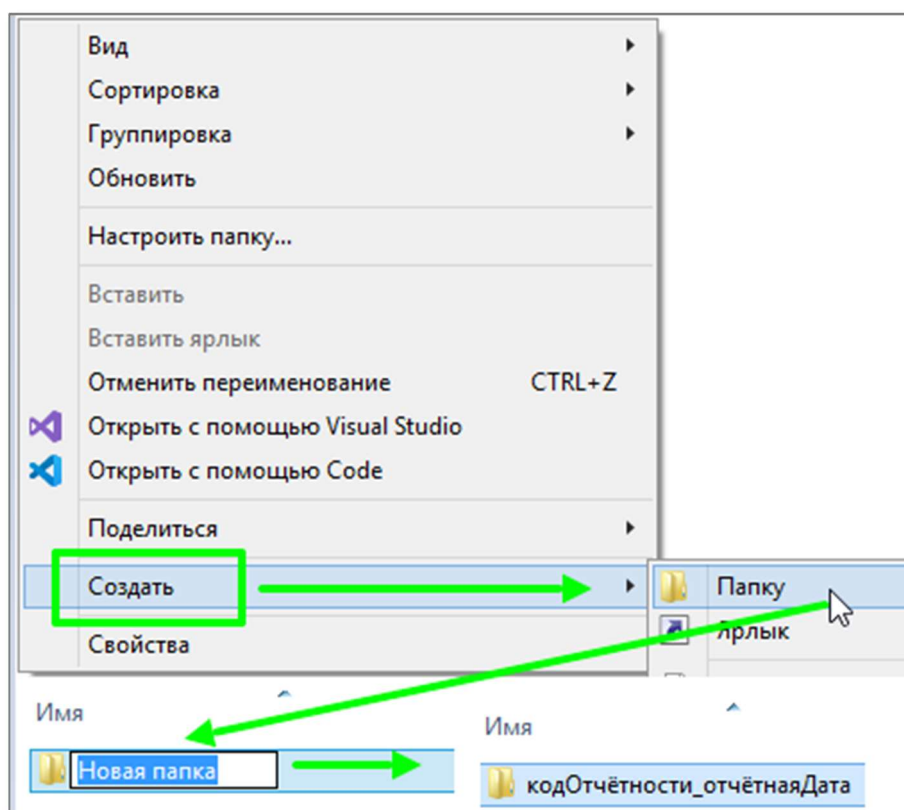 Вид
Сортировка
Группировка
Обновить
Настроить папку...
Вставить
Вставить ярлык
Отменить переименование CTRL+Z
Открыть с помощью Visual Studio
Открыть с помощью Code
Поделиться
Создать
Папку
Ярлык
Свойства
Имя
Новая папка
Имя
кодОтчётности_отчётнаяДата